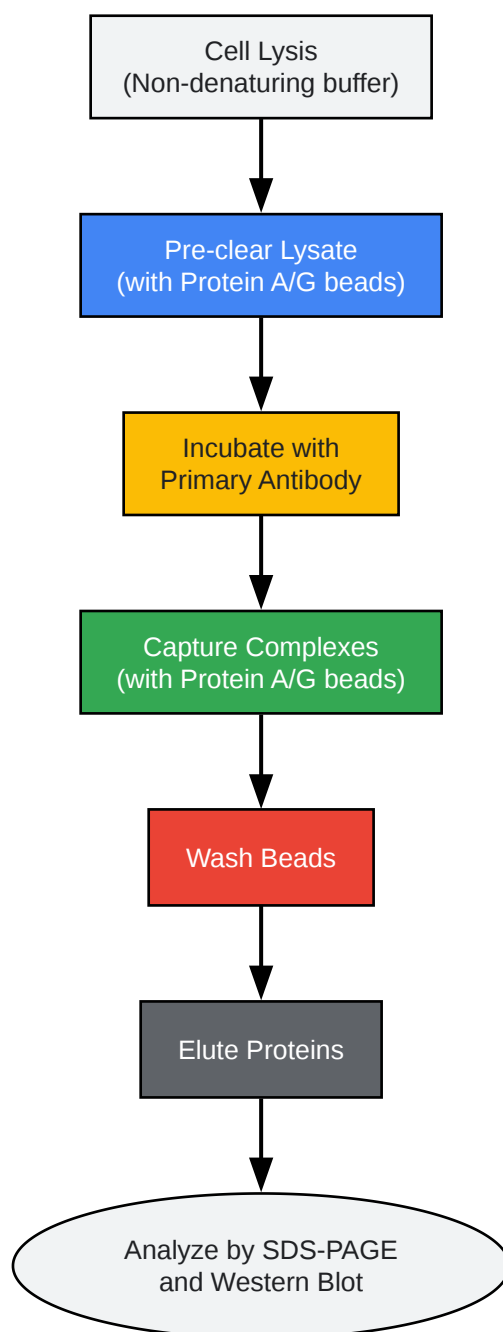 Cell Lysis
(Non-denaturing buffer)
Pre-clear Lysate
(with Protein A/G beads)
Incubate with
Primary Antibody
Capture Complexes
(with Protein A/G beads)
Wash Beads
Elute Proteins
Analyze by SDS-PAGE
and Western Blot